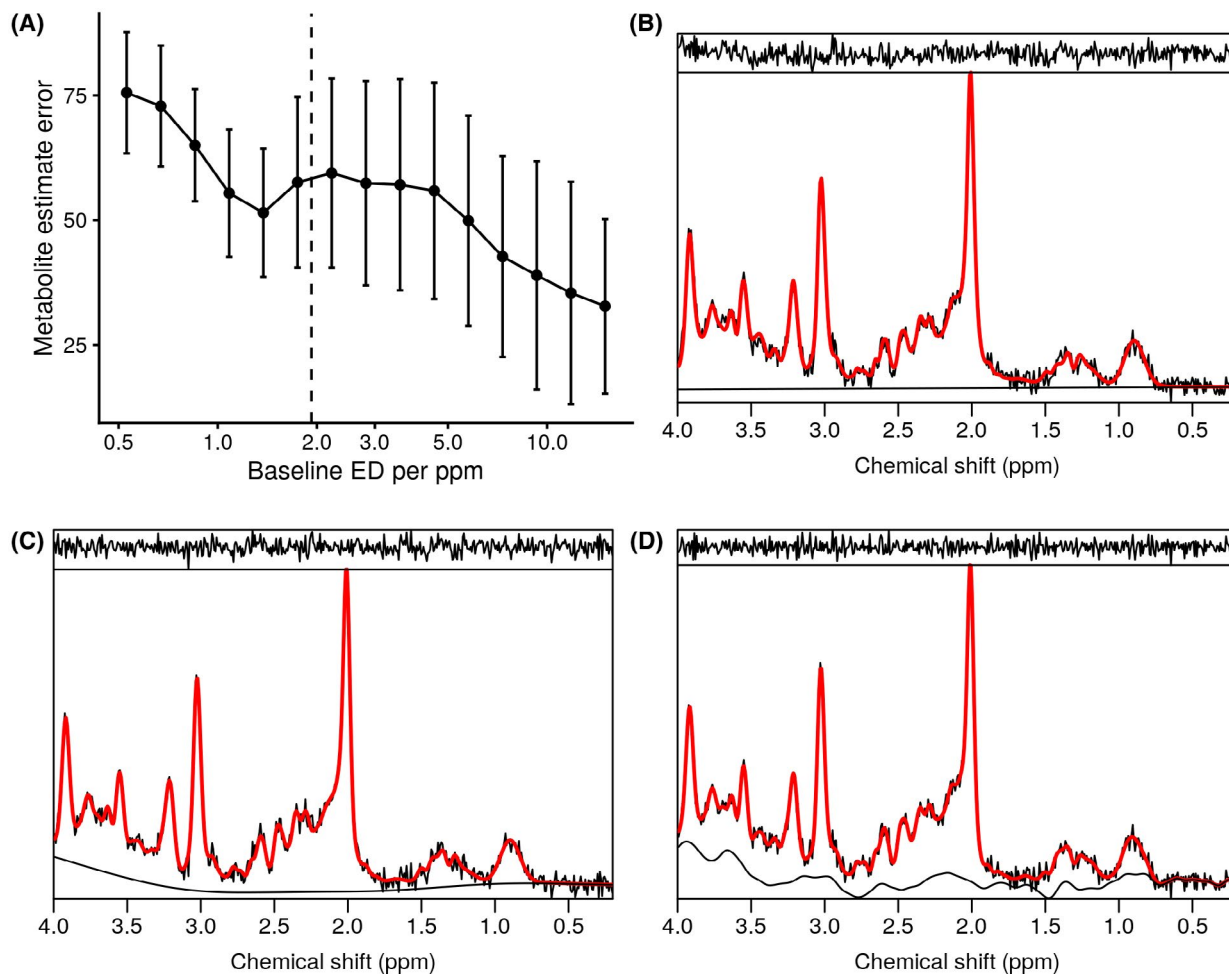 (A)
Metabolite estimate error
75
50
25
0.5 1.0 2.0 3.0 5.0 10.0
Baseline ED per ppm
(B)
4.0 3.5 3.0 2.5 2.0 1.5 1.0 0.5
Chemical shift (ppm)
(C)
4.0 3.5 3.0 2.5 2.0 1.5 1.0 0.5
Chemical shift (ppm)
(D)
4.0 3.5 3.0 2.5 2.0 1.5 1.0 0.5
Chemical shift (ppm)